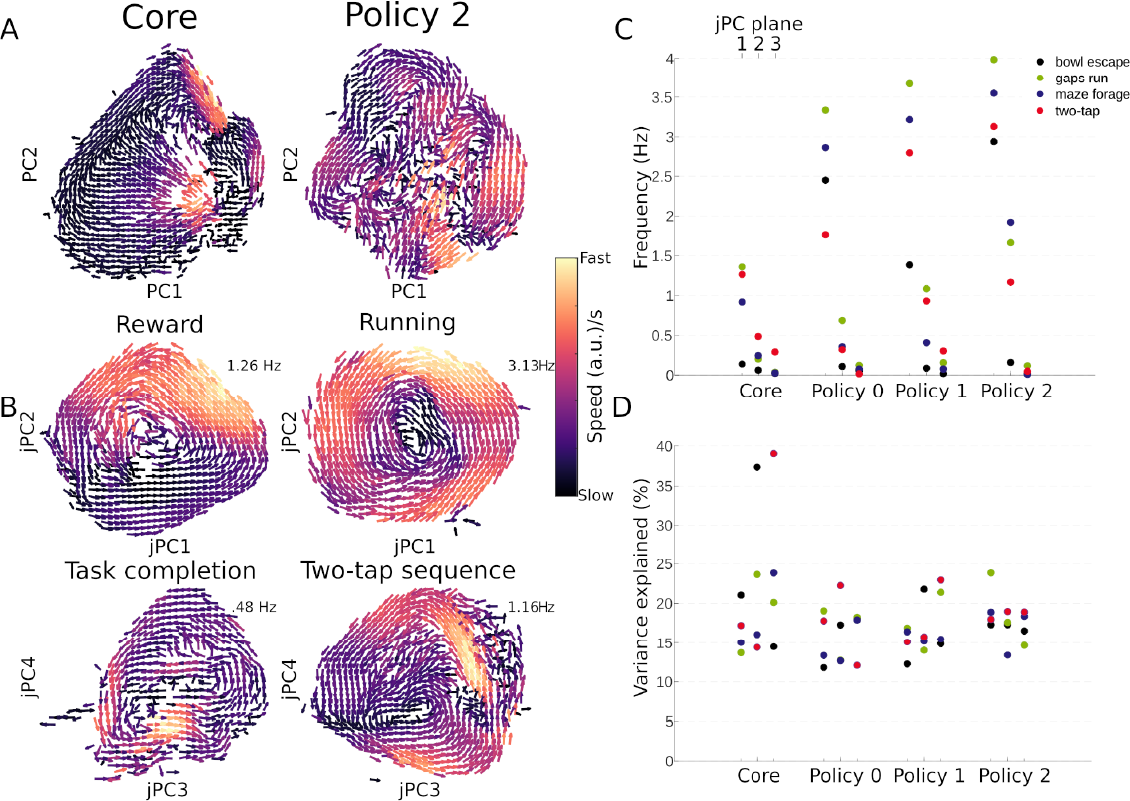 A
Core
Policy 2
PC2
PC1
PC2
PC1
B
Reward
Running
1.26 Hz
3.13Hz
jPC2
jPC1
jPC2
jPC1
Task completion
Two-tap sequence
.48 Hz
1.16Hz
jPC4
jPC3
jPC4
jPC3
Fast
Speed (a.u.)/s
Slow
C
jPC plane
1 2 3
bowl escape
gaps run
maze forage
two-tap
Frequency (Hz)
4
3.5
3
2.5
2
1.5
1
0.5
0
Core Policy 0 Policy 1 Policy 2
D
Variance explained (%)
40
35
30
25
20
15
10
5
0
Core Policy 0 Policy 1 Policy 2